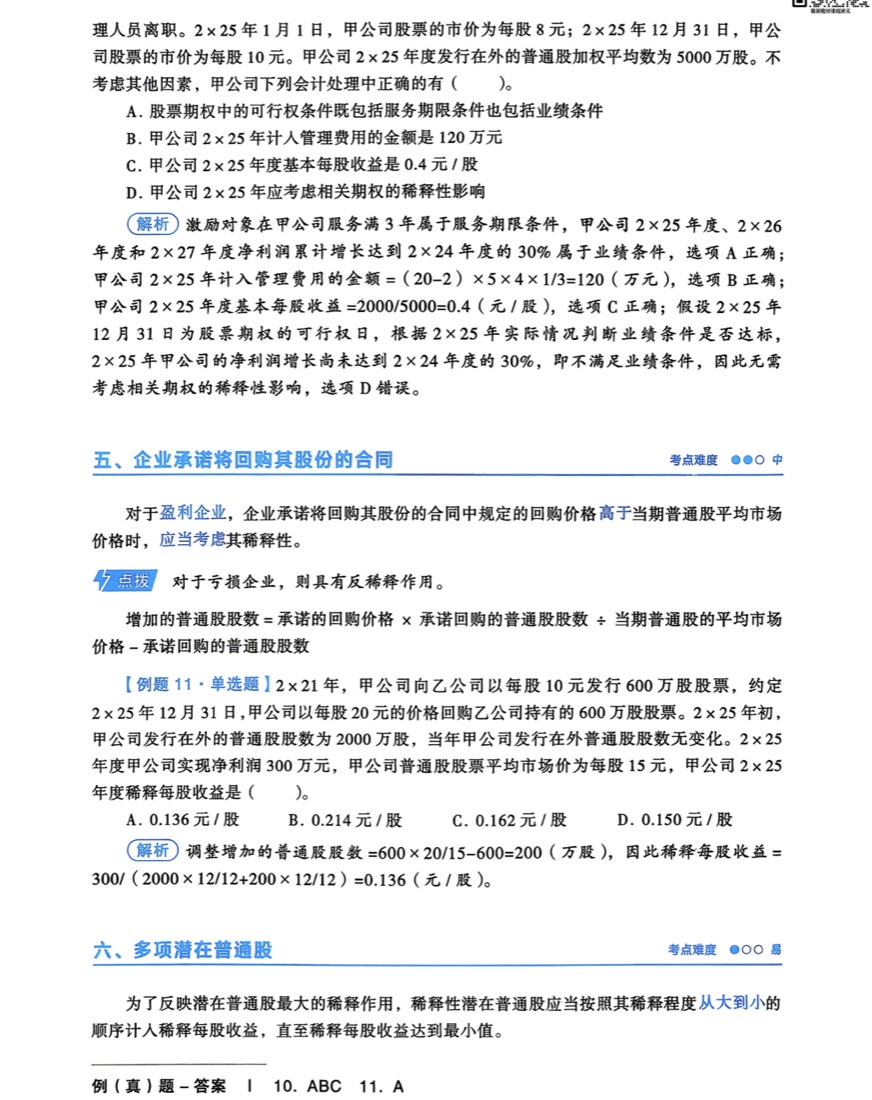 理人员离职。2×25 年 1 月 1 日，甲公司股票的市价为每股 8 元；2×25 年 12 月 31 日，甲公
司股票的市价为每股 10 元。甲公司 2×25 年度发行在外的普通股加权平均数为 5000 万股。不
考虑其他因素，甲公司下列会计处理中正确的有（　　）。
A. 股票期权中的可行权条件既包括服务期限条件也包括业绩条件
B. 甲公司 2×25 年计入管理费用的金额是 120 万元
C. 甲公司 2×25 年度基本每股收益是 0.4 元 / 股
D. 甲公司 2×25 年应考虑相关期权的稀释性影响
解析 激励对象在甲公司服务满 3 年属于服务期限条件，甲公司 2×25 年度、2×26
年度和 2×27 年度净利润累计增长达到 2×24 年度的 30% 属于业绩条件，选项 A 正确；
甲公司 2×25 年计入管理费用的金额 =（20-2）×5×4×1/3=120（万元），选项 B 正确；
甲公司 2×25 年度基本每股收益 =2000/5000=0.4（元 / 股），选项 C 正确；假设 2×25 年
12 月 31 日为股票期权的可行权日，根据 2×25 年实际情况判断业绩条件是否达标，
2×25 年甲公司的净利润增长尚未达到 2×24 年度的 30%，即不满足业绩条件，因此无需
考虑相关期权的稀释性影响，选项 D 错误。
五、企业承诺将回购其股份的合同 考点难度 中
对于盈利企业，企业承诺将回购其股份的合同中规定的回购价格高于当期普通股平均市场
价格时，应当考虑其稀释性。
点拨 对于亏损企业，则具有反稀释作用。
增加的普通股股数 = 承诺的回购价格 × 承诺回购的普通股股数 ÷ 当期普通股的平均市场
价格 – 承诺回购的普通股股数
【例题 11 · 单选题】2×21 年，甲公司向乙公司以每股 10 元发行 600 万股股票，约定
2×25 年 12 月 31 日，甲公司以每股 20 元的价格回购乙公司持有的 600 万股股票。2×25 年初，
甲公司发行在外的普通股股数为 2000 万股，当年甲公司发行在外普通股股数无变化。2×25
年度甲公司实现净利润 300 万元，甲公司普通股股票平均市场价为每股 15 元，甲公司 2×25
年度稀释每股收益是（　　）。
A. 0.136 元 / 股 B. 0.214 元 / 股 C. 0.162 元 / 股 D. 0.150 元 / 股
解析 调整增加的普通股股数 =600×20/15-600=200（万股），因此稀释每股收益 =
300/（2000×12/12+200×12/12）=0.136（元 / 股）。
六、多项潜在普通股 考点难度 易
为了反映潜在普通股最大的稀释作用，稀释性潜在普通股应当按照其稀释程度从大到小的
顺序计入稀释每股收益，直至稀释每股收益达到最小值。
例（真）题 – 答案 | 10. ABC 11. A